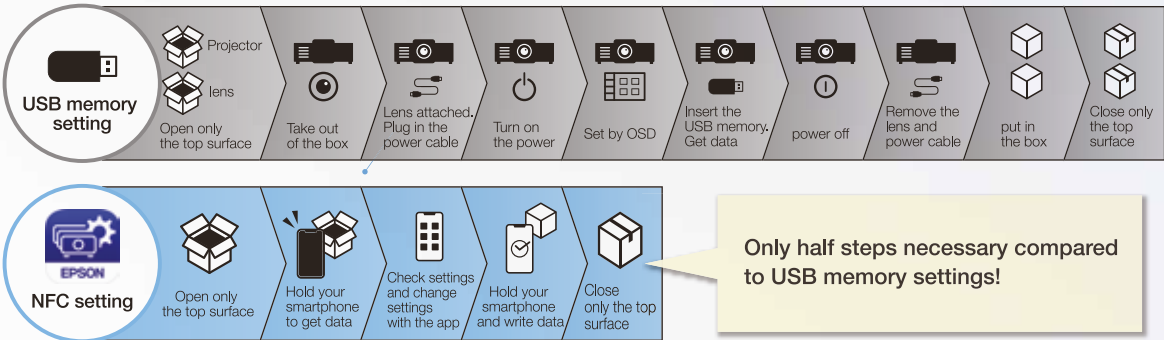 USB memory
setting
Projector
lens
Open only
the top surface
Take out
of the box
Lens attached.
Plug in the
power cable
Turn on
the power
Set by OSD
Insert the
USB memory.
Get data
power off
Remove the
lens and
power cable
put in
the box
Close only
the top
surface
EPSON
NFC setting
Open only
the top surface
Hold your
smartphone
to get data
Check settings
and change
settings
with the app
Hold your
smartphone
and write data
Close
only the top
surface
Only half steps necessary compared
to USB memory settings!